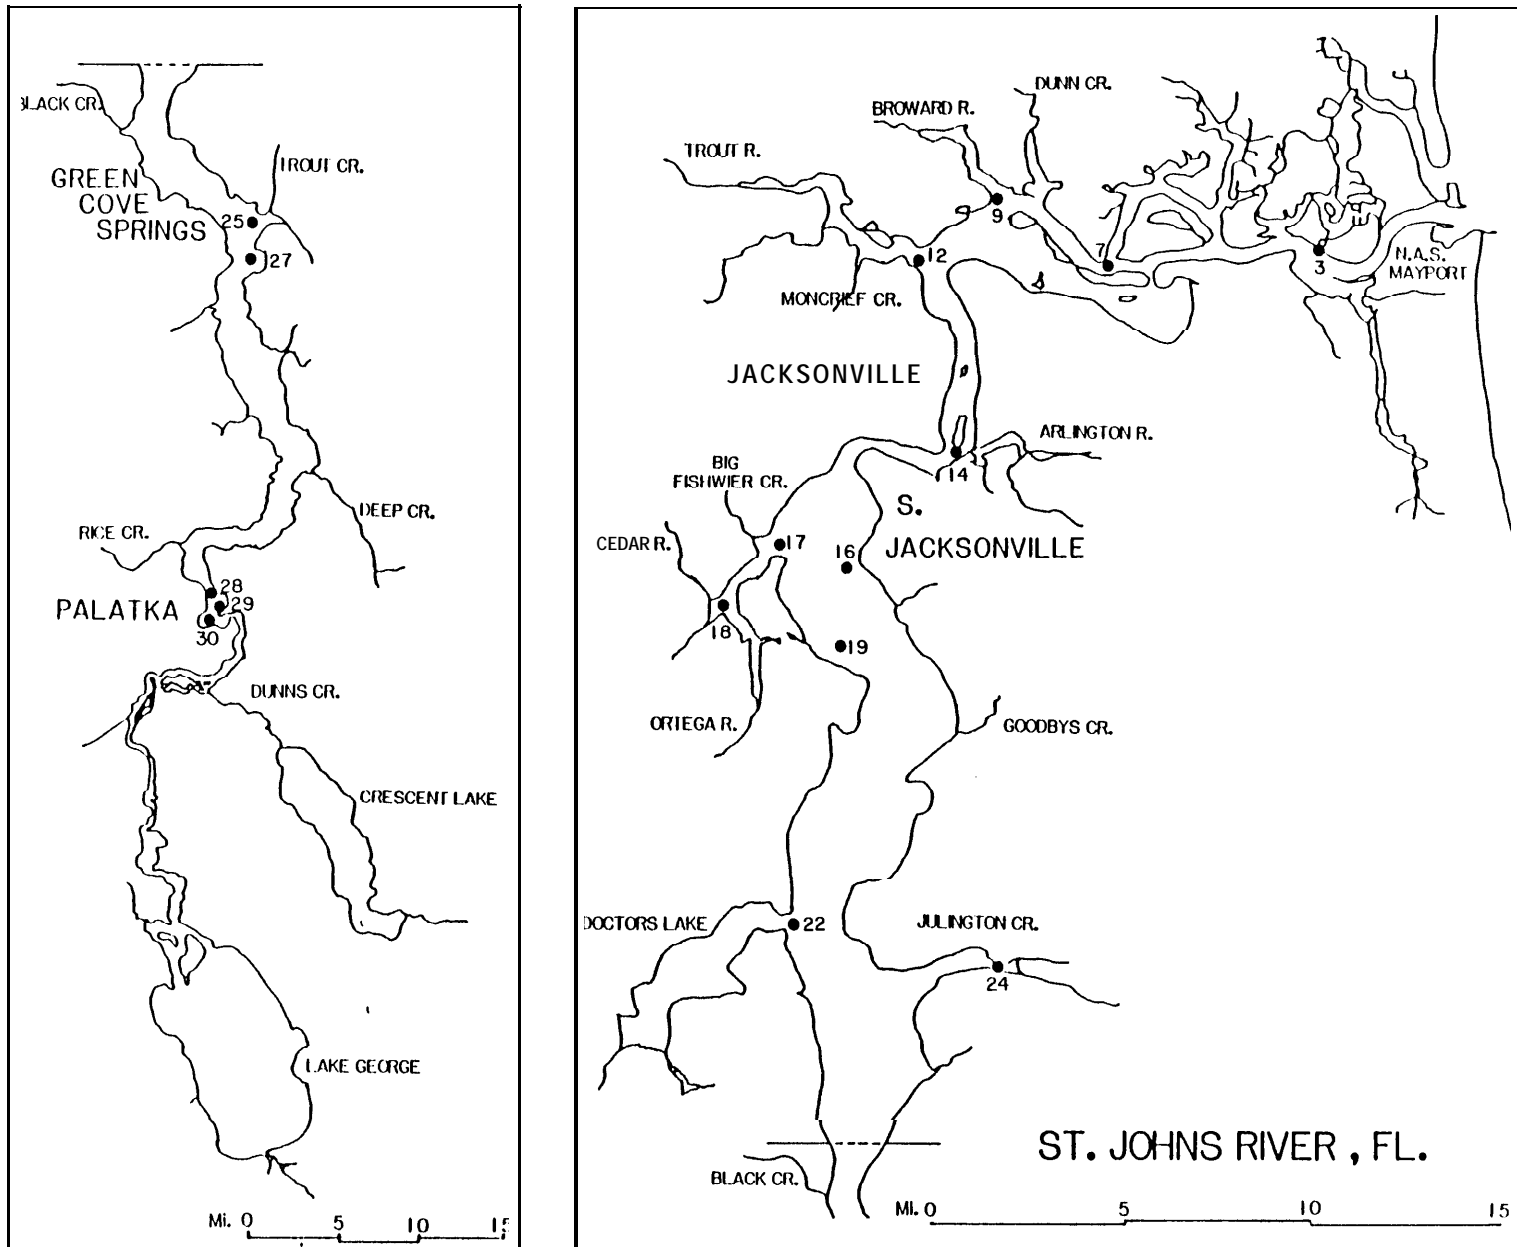 BLACK CR.
TROUT CR.
GREEN
COVE
SPRINGS
25
27
DEEP CR.
RICE CR.
28
PALATKA
29
30
DUNNS CR.
CRESCENT LAKE
LAKE GEORGE
Mi. 0 5 10 15
DUNN CR.
BROWARD R.
TROUT R.
9
7
12
3
N.A.S.
MAYPORT
MONCRIEF CR.
JACKSONVILLE
ARLINGTON R.
BIG
FISHWIER CR.
14
S.
JACKSONVILLE
CEDAR R.
17
16
18
19
ORTEGA R.
GOODBYS CR.
DOCTORS LAKE
22
JULINGTON CR.
24
ST. JOHNS RIVER, FL.
BLACK CR.
Mi. 0 5 10 15